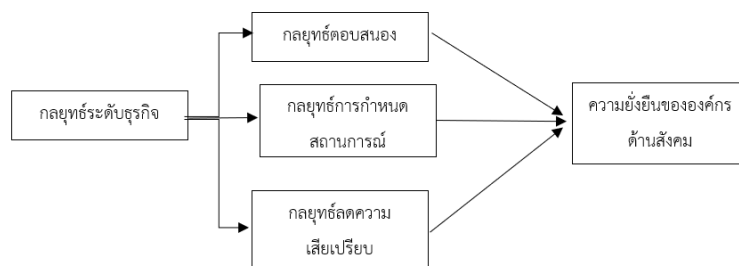 กลยุทธ์ตอบสนอง
กลยุทธ์ระดับธุรกิจ
กลยุทธ์การกำหนด
สถานการณ์
ความยั่งยืนขององค์กร
ด้านสังคม
กลยุทธ์ลดความ
เสียเปรียบ